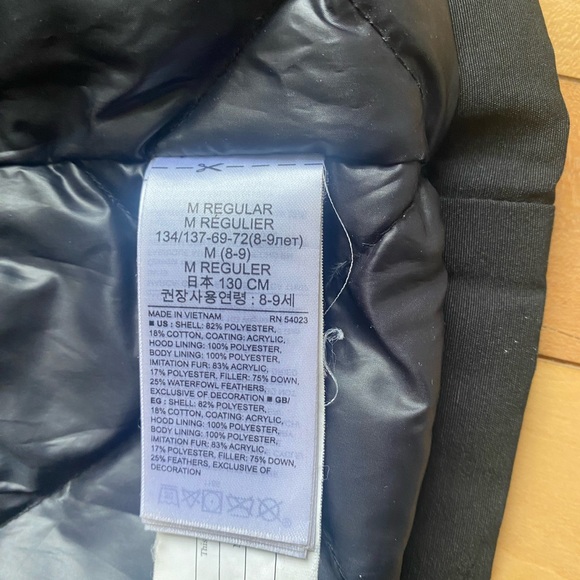 M REGULAR
M RÉGULIER
134/137-69-72(8-9лет)
M (8-9)
M REGULER
日本 130 CM
권장사용연령 : 8-9세
MADE IN VIETNAM RN 54023
■ US : SHELL: 82% POLYESTER,
18% COTTON, COATING: ACRYLIC,
HOOD LINING: 100% POLYESTER,
BODY LINING: 100% POLYESTER,
IMITATION FUR: 83% ACRYLIC,
17% POLYESTER, FILLER: 75% DOWN,
25% WATERFOWL FEATHERS,
EXCLUSIVE OF DECORATION ■ GB/
EG : SHELL: 82% POLYESTER,
18% COTTON, COATING: ACRYLIC,
HOOD LINING: 100% POLYESTER,
BODY LINING: 100% POLYESTER,
IMITATION FUR: 83% ACRYLIC,
17% POLYESTER, FILLER: 75% DOWN,
25% FEATHERS, EXCLUSIVE OF
DECORATION